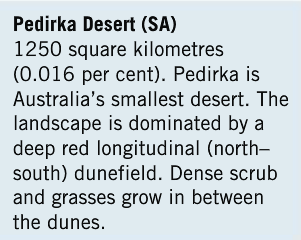 Pedirka Desert (SA)
1250 square kilometres
(0.016 per cent). Pedirka is
Australia's smallest desert. The
landscape is dominated by a
deep red longitudinal (north–
south) dunefield. Dense scrub
and grasses grow in between
the dunes.